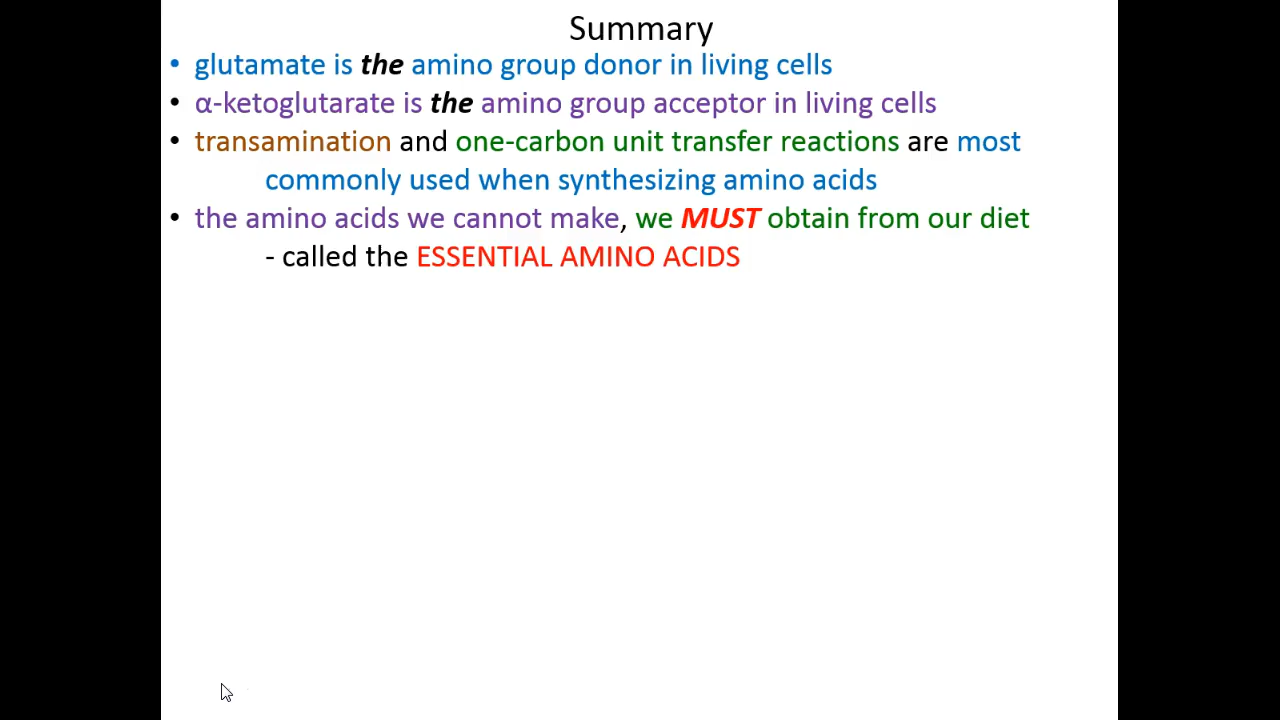 Summary
• glutamate is the amino group donor in living cells
• α-ketoglutarate is the amino group acceptor in living cells
• transamination and one-carbon unit transfer reactions are most
commonly used when synthesizing amino acids
• the amino acids we cannot make, we MUST obtain from our diet
- called the ESSENTIAL AMINO ACIDS